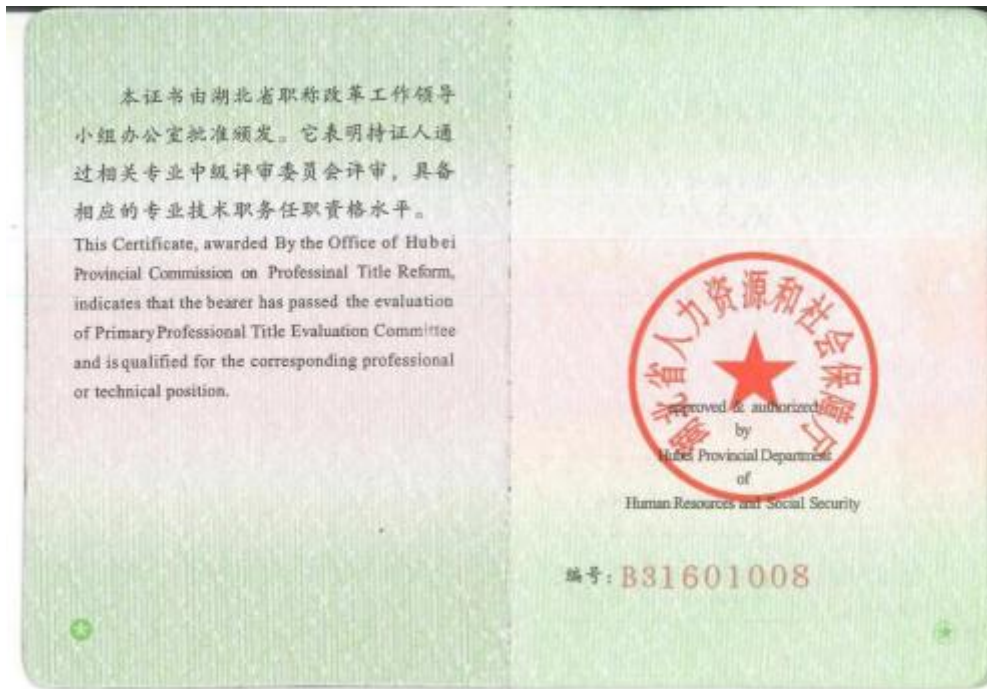 本证书由湖北省职称改革工作领导
小组办公室批准颁发。它表明持证人通
过相关专业中级评审委员会评审，具备
相应的专业技术职务任职资格水平。
This Certificate, awarded By the Office of Hubei
Provincial Commission on Professinal Title Reform,
indicates that the bearer has passed the evaluation
of Primary Professional Title Evaluation Committee
and is qualified for the corresponding professional
or technical position.
湖北省人力资源和社会保障厅
approved & authorized
by
Hubei Provincial Department
of
Human Resources and Social Security
编号：B31601008